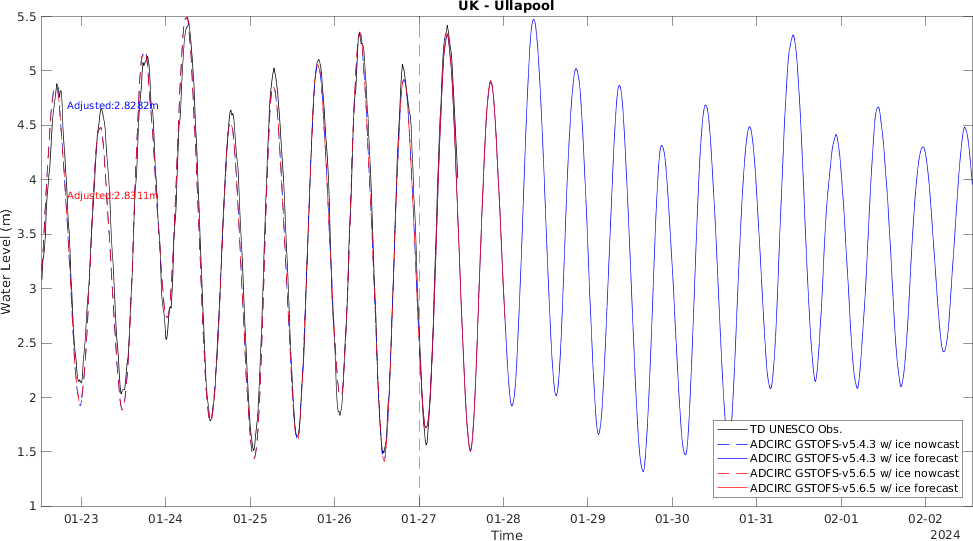 UK - Ullapool
5.5
5
4.5
4
3.5
3
2.5
2
1.5
1
Water Level (m)
Adjusted:2.8282m
Adjusted:2.8311m
TD UNESCO Obs.
ADCIRC GSTOFS-v5.4.3 w/ ice nowcast
ADCIRC GSTOFS-v5.4.3 w/ ice forecast
ADCIRC GSTOFS-v5.6.5 w/ ice nowcast
ADCIRC GSTOFS-v5.6.5 w/ ice forecast
01-23 01-24 01-25 01-26 01-27 01-28 01-29 01-30 01-31 02-01 02-02
Time
2024